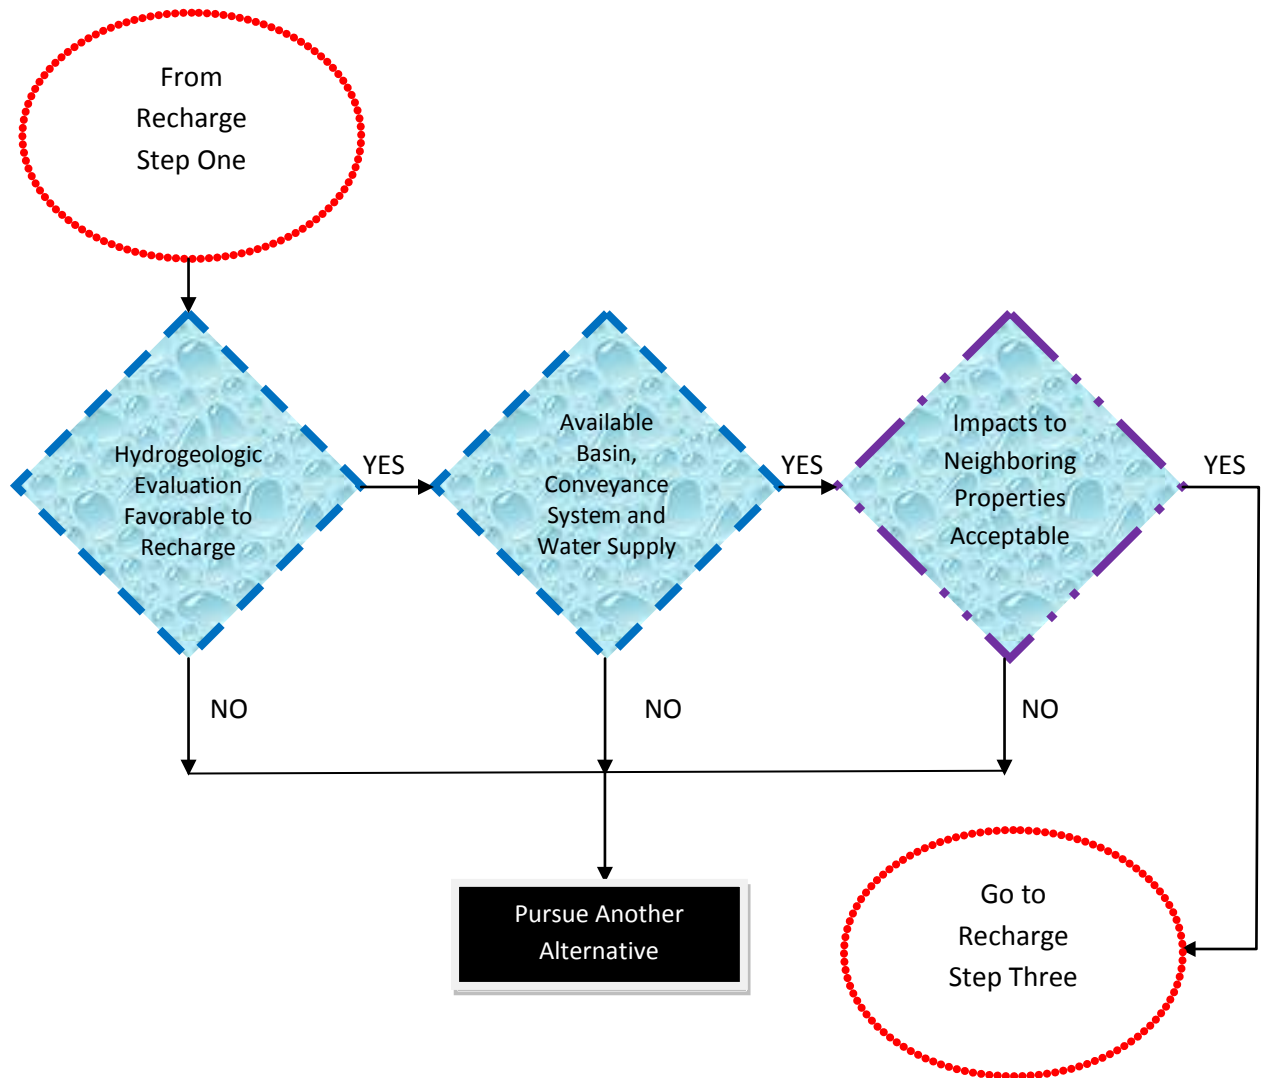 From
Recharge
Step One
Hydrogeologic
Evaluation
Favorable to
Recharge
YES
Available
Basin,
Conveyance
System and
Water Supply
YES
Impacts to
Neighboring
Properties
Acceptable
YES
NO
NO
NO
Pursue Another
Alternative
Go to
Recharge
Step Three